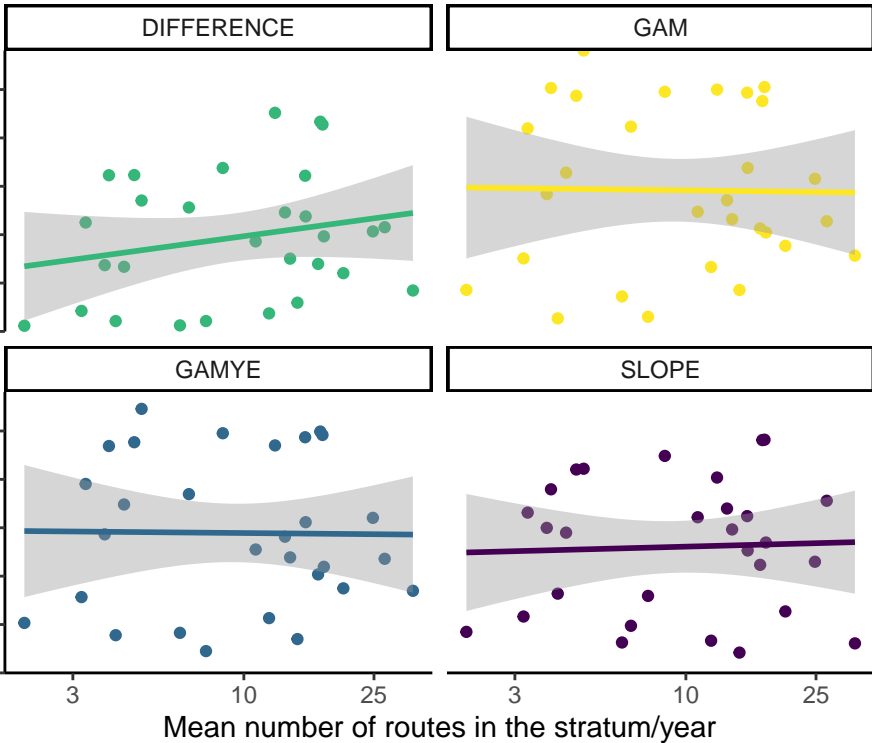 DIFFERENCE
GAM
GAMYE
SLOPE
3 10 25 3 10 25
Mean number of routes in the stratum/year